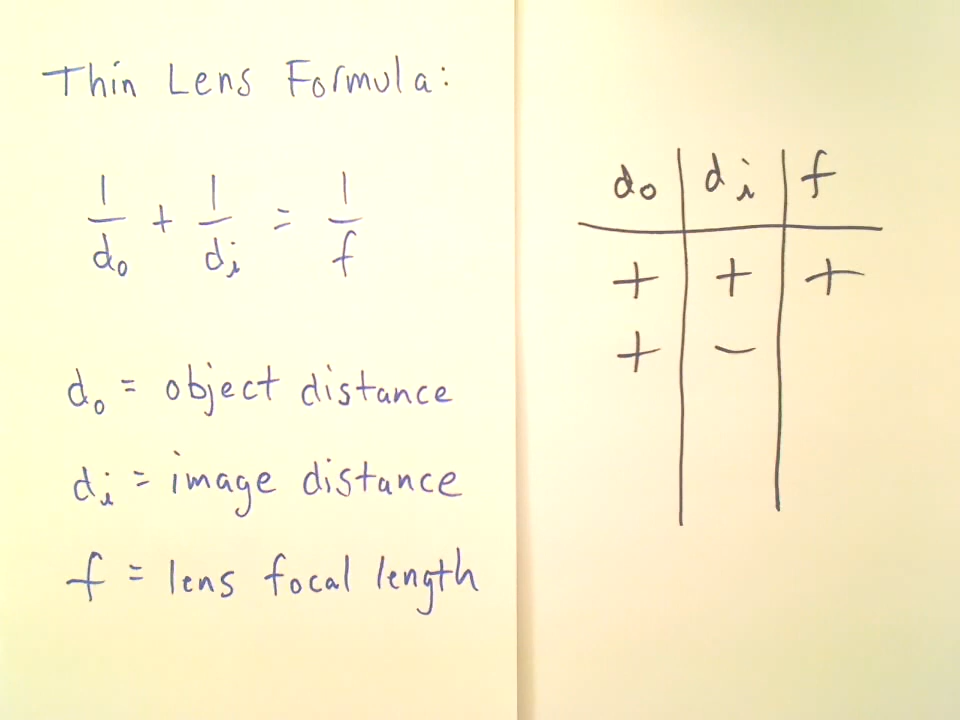 Thin Lens Formula:
1/d₀ + 1/dᵢ = 1/f
d₀ = object distance
dᵢ = image distance
f = lens focal length
d₀ | dᵢ | f
+ | + | +
+ | −